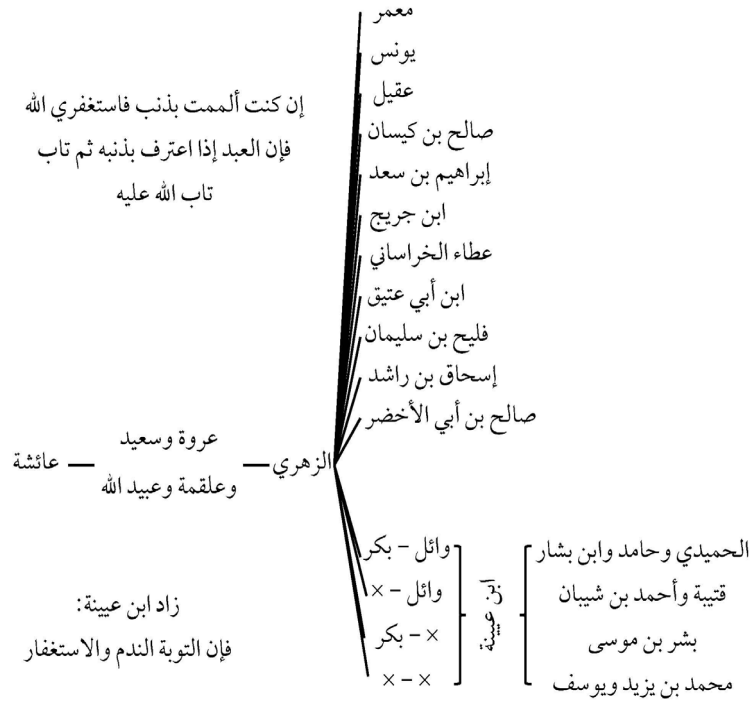 معمر
يونس
عقيل
صالح بن كيسان
إبراهيم بن سعد
ابن جريج
عطاء الخراساني
ابن أبي عتيق
فليح بن سليمان
إسحاق بن راشد
صالح بن أبي الأخضر
إن كنت ألممت بذنب فاستغفري الله
فإن العبد إذا اعترف بذنبه ثم تاب
تاب الله عليه
الزهري
عروة وسعيد
وعلقمة وعبيد الله
عائشة
الحميدي وحامد وابن بشار
قتيبة وأحمد بن شيبان
بشر بن موسى
محمد بن يزيد ويوسف
ابن عيينة
وائل – بكر
وائل – ×
× – بكر
× – ×
زاد ابن عيينة:
فإن التوبة الندم والاستغفار